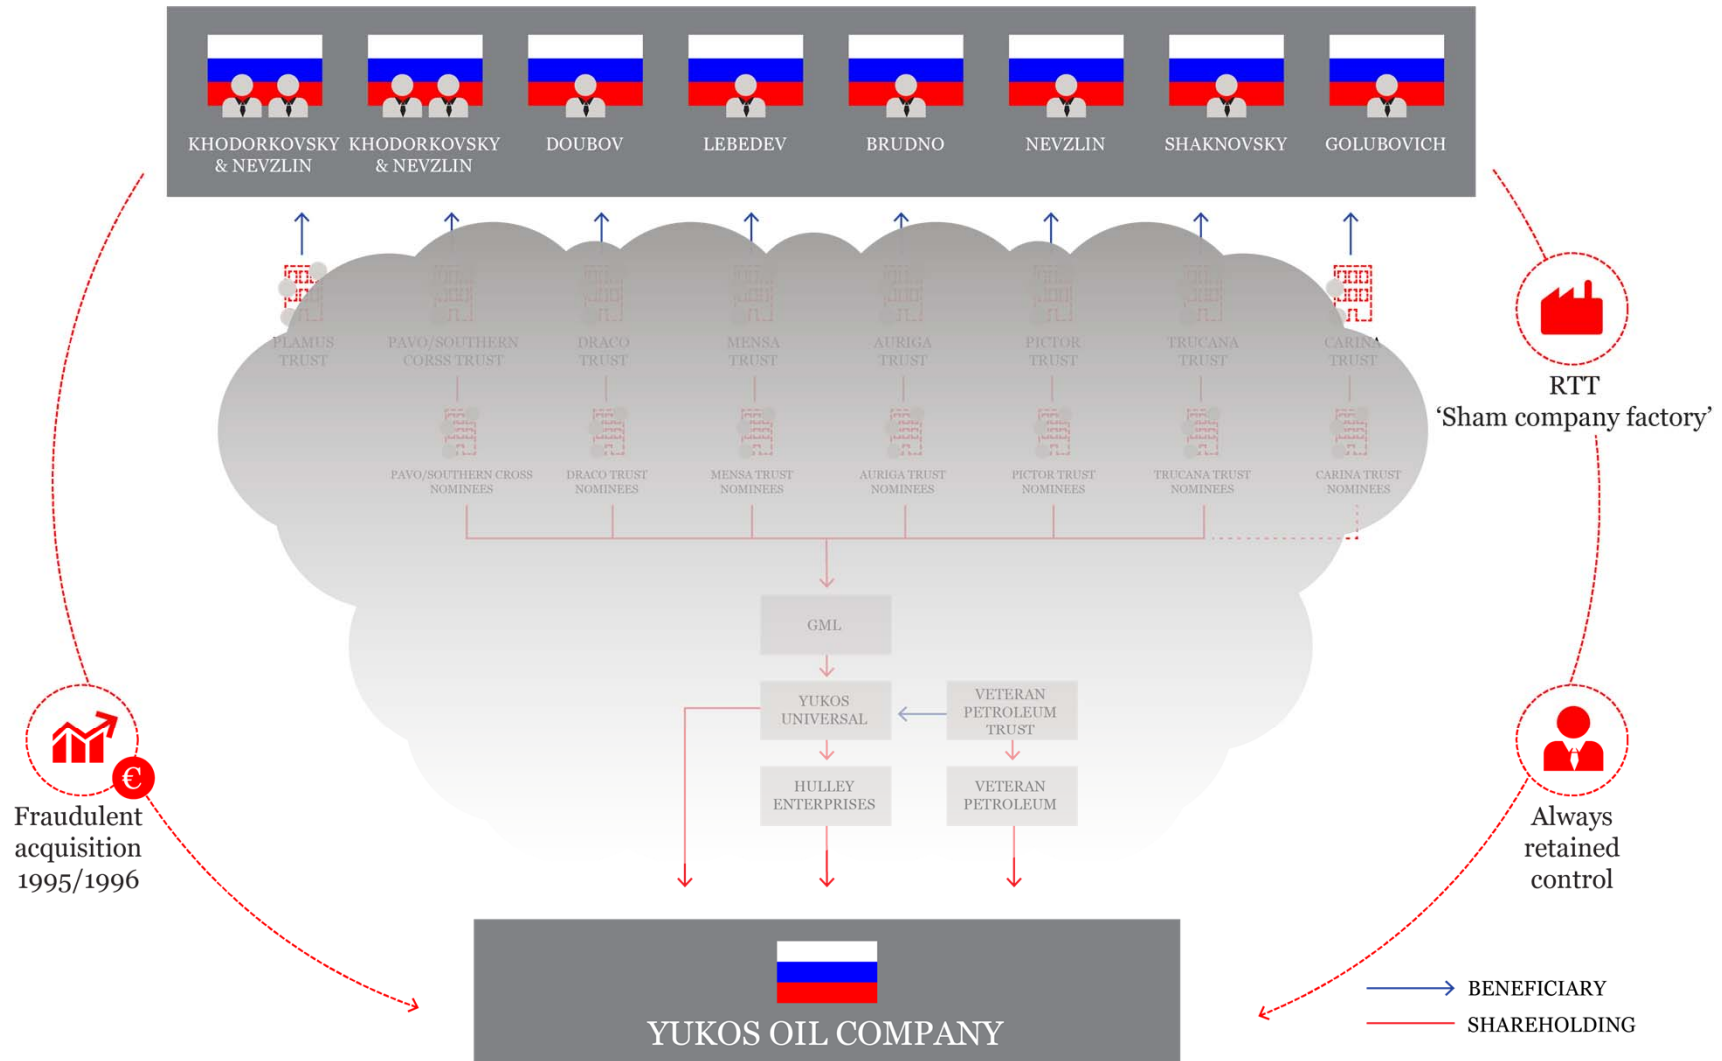 KHODORKOVSKY
& NEVZLIN
KHODORKOVSKY
& NEVZLIN
DOUBOV
LEBEDEV
BRUDNO
NEVZLIN
SHAKNOVSKY
GOLUBOVICH
PLAMUS
TRUST
PAVO/SOUTHERN
CORSS TRUST
DRACO
TRUST
MENSA
TRUST
AURIGA
TRUST
PICTOR
TRUST
TRUCANA
TRUST
CARINA
TRUST
RTT
‘Sham company factory’
PAVO/SOUTHERN CROSS
NOMINEES
DRACO TRUST
NOMINEES
MENSA TRUST
NOMINEES
AURIGA TRUST
NOMINEES
PICTOR TRUST
NOMINEES
TRUCANA TRUST
NOMINEES
CARINA TRUST
NOMINEES
GML
YUKOS
UNIVERSAL
VETERAN
PETROLEUM
TRUST
HULLEY
ENTERPRISES
VETERAN
PETROLEUM
€
Fraudulent
acquisition
1995/1996
Always
retained
control
YUKOS OIL COMPANY
BENEFICIARY
SHAREHOLDING